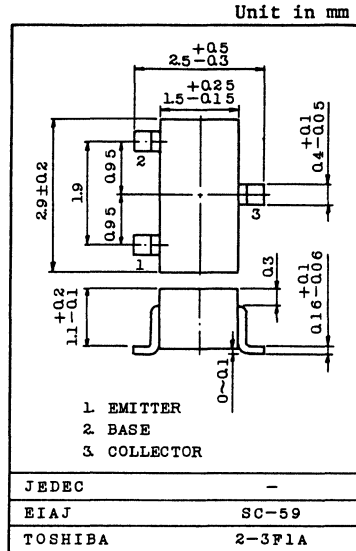 Unit in mm
+0.5
2.5-0.3
+0.25
1.5-0.15
2
0.95
1.9
2.9±0.2
0.95
1
3
+0.1
0.4-0.05
+0.2
1.1-0.1
0.3
+0.1
0.16-0.06
0~0.1
1. EMITTER
2. BASE
3. COLLECTOR
JEDEC –
EIAJ SC-59
TOSHIBA 2-3F1A